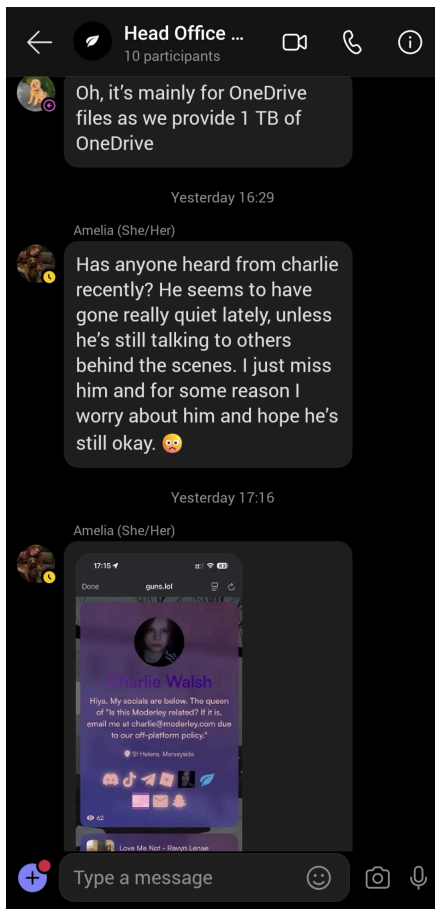 Head Office ...
10 participants
Oh, it's mainly for OneDrive
files as we provide 1 TB of
OneDrive
Yesterday 16:29
Amelia (She/Her)
Has anyone heard from charlie
recently? He seems to have
gone really quiet lately, unless
he's still talking to others
behind the scenes. I just miss
him and for some reason I
worry about him and hope he's
still okay.
Yesterday 17:16
Amelia (She/Her)
17:15
Done
guns.lol
Charlie Walsh
Hiya, My socials are below. The queen
of "Is this Moderley related? If it is,
email me at charlie@moderley.com due
to our off-platform policy."
St Helens, Merseyside
62
Love Me Not - Ravyn Lenae
Type a message